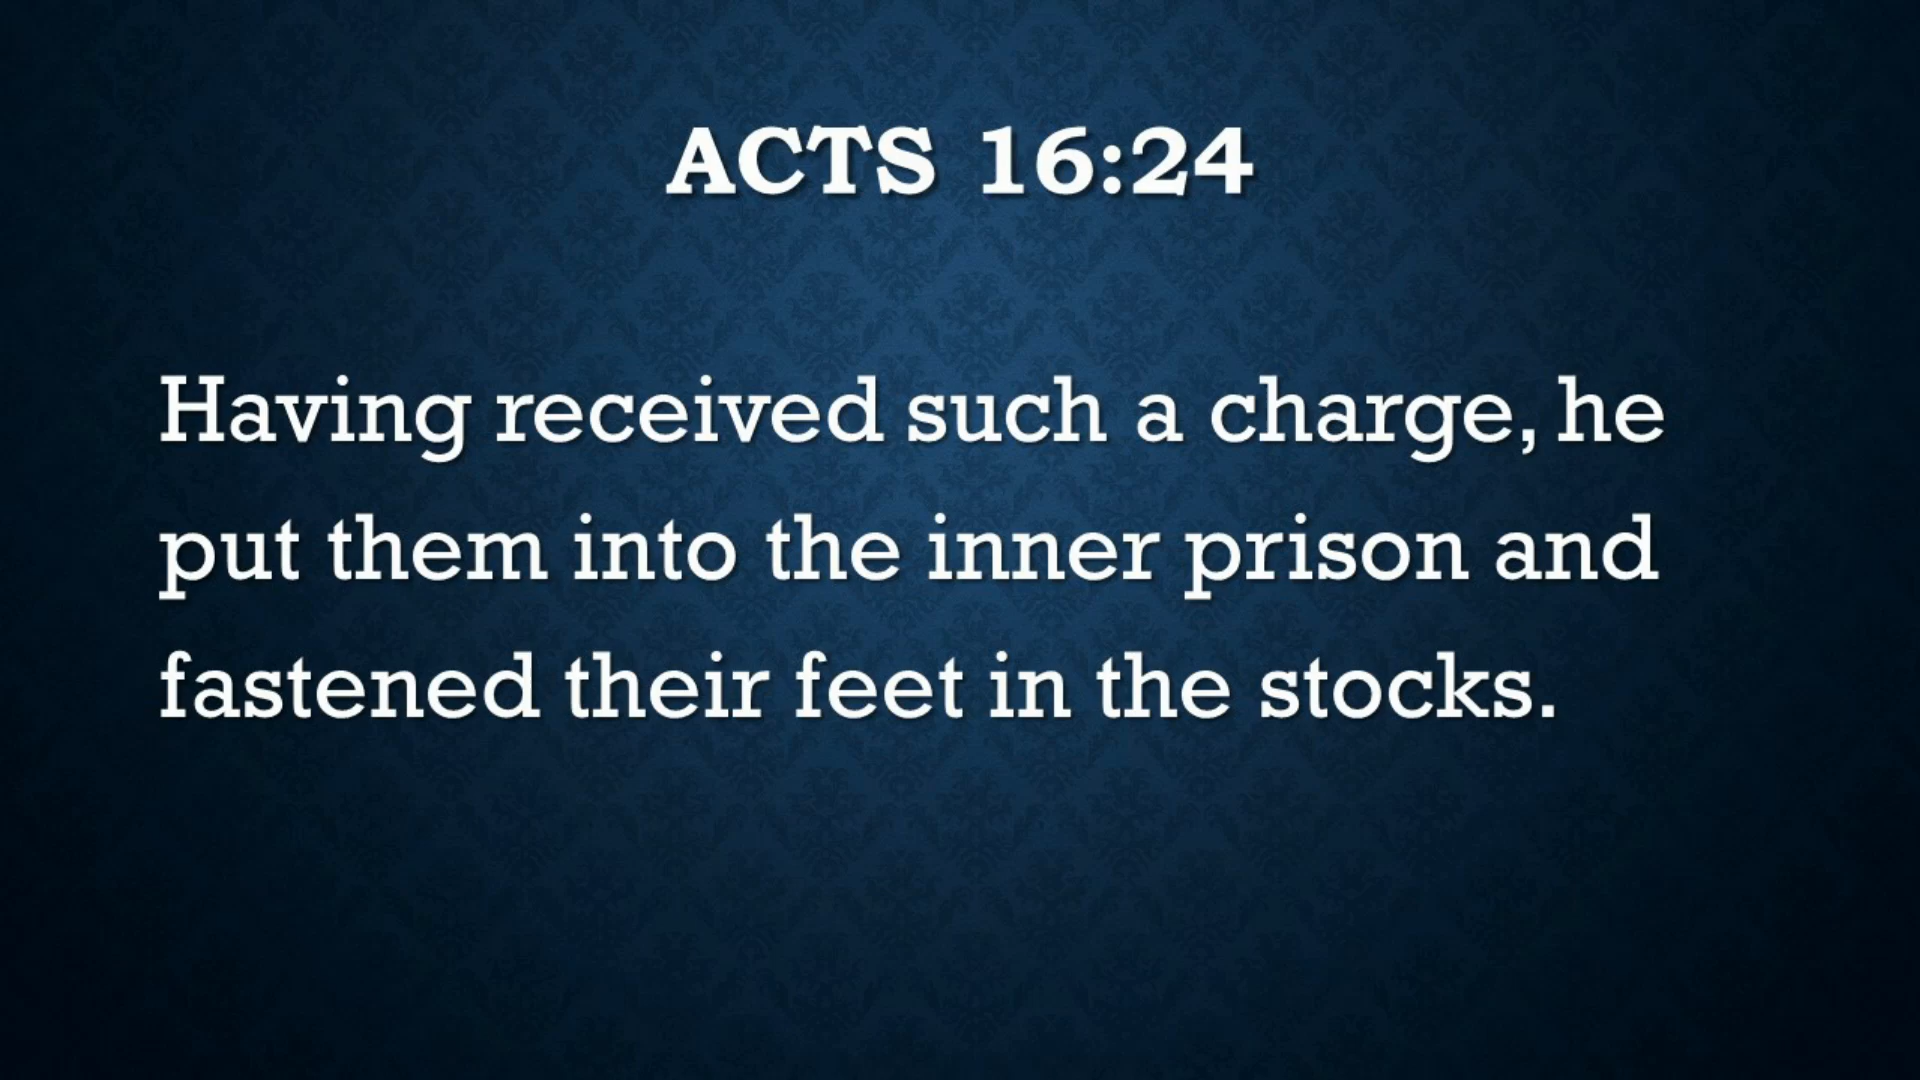 ACTS 16:24
Having received such a charge, he
put them into the inner prison and
fastened their feet in the stocks.